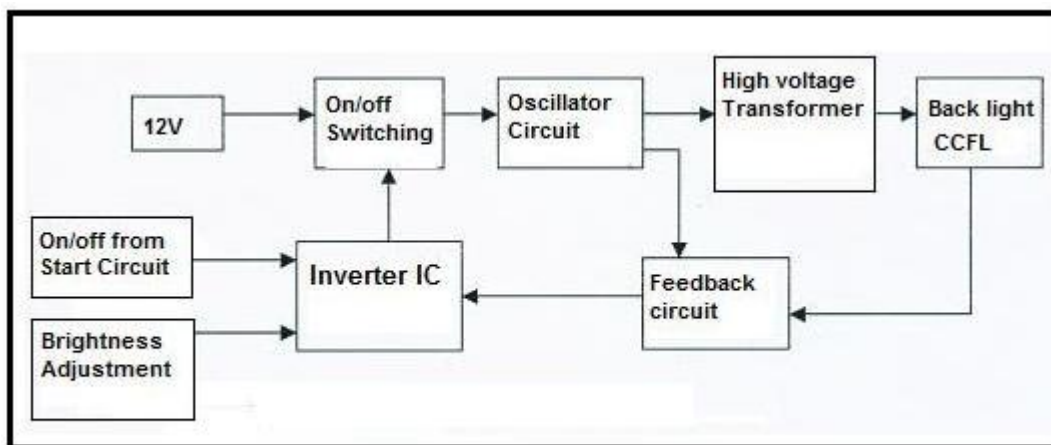 12V
On/off
Switching
Oscillator
Circuit
High voltage
Transformer
Back light
CCFL
On/off from
Start Circuit
Inverter IC
Feedback
circuit
Brightness
Adjustment